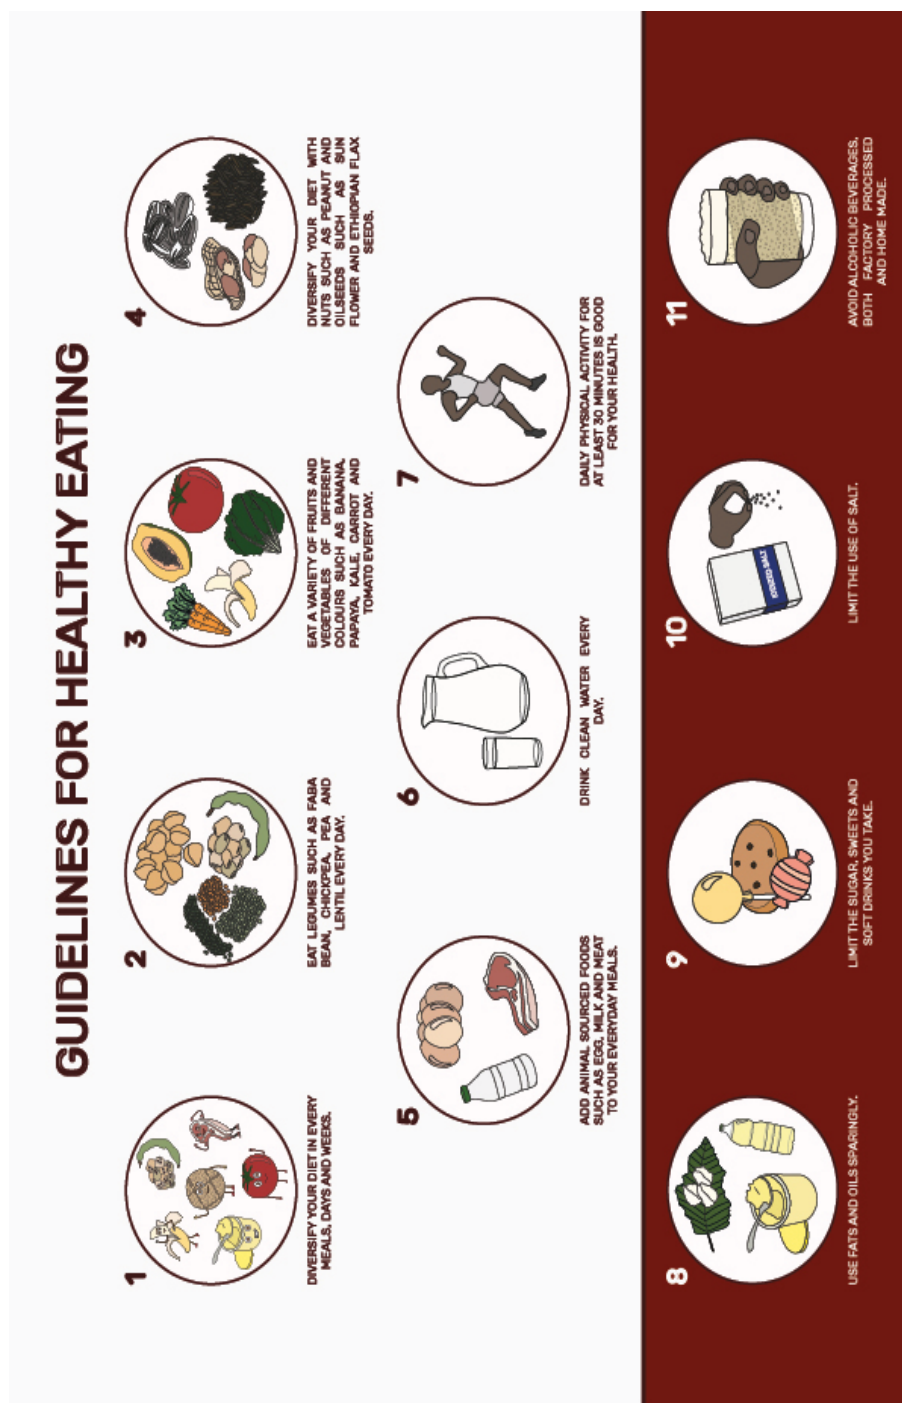 GUIDELINES FOR HEALTHY EATING
1
DIVERSIFY YOUR DIET IN EVERY
MEALS, DAYS AND WEEKS.
2
EAT LEGUMES SUCH AS FABA
BEAN, CHICKPEA, PEA AND
LENTIL EVERY DAY.
3
EAT A VARIETY OF FRUITS AND
VEGETABLES OF DIFFERENT
COLOURS SUCH AS BANANA,
PAPAYA, KALE, CARROT AND
TOMATO EVERY DAY.
4
DIVERSIFY YOUR DIET WITH
NUTS SUCH AS PEANUT AND
OILSEEDS SUCH AS SUN
FLOWER AND ETHIOPIAN FLAX
SEEDS.
5
ADD ANIMAL SOURCED FOODS
SUCH AS EGG, MILK AND MEAT
TO YOUR EVERYDAY MEALS.
6
DRINK CLEAN WATER EVERY
DAY.
7
DAILY PHYSICAL ACTIVITY FOR
AT LEAST 30 MINUTES IS GOOD
FOR YOUR HEALTH.
8
USE FATS AND OILS SPARINGLY.
9
LIMIT THE SUGAR, SWEETS AND
SOFT DRINKS YOU TAKE.
10
IOYDIZED SALT
LIMIT THE USE OF SALT.
11
AVOID ALCOHOLIC BEVERAGES,
BOTH FACTORY PROCESSED
AND HOME MADE.